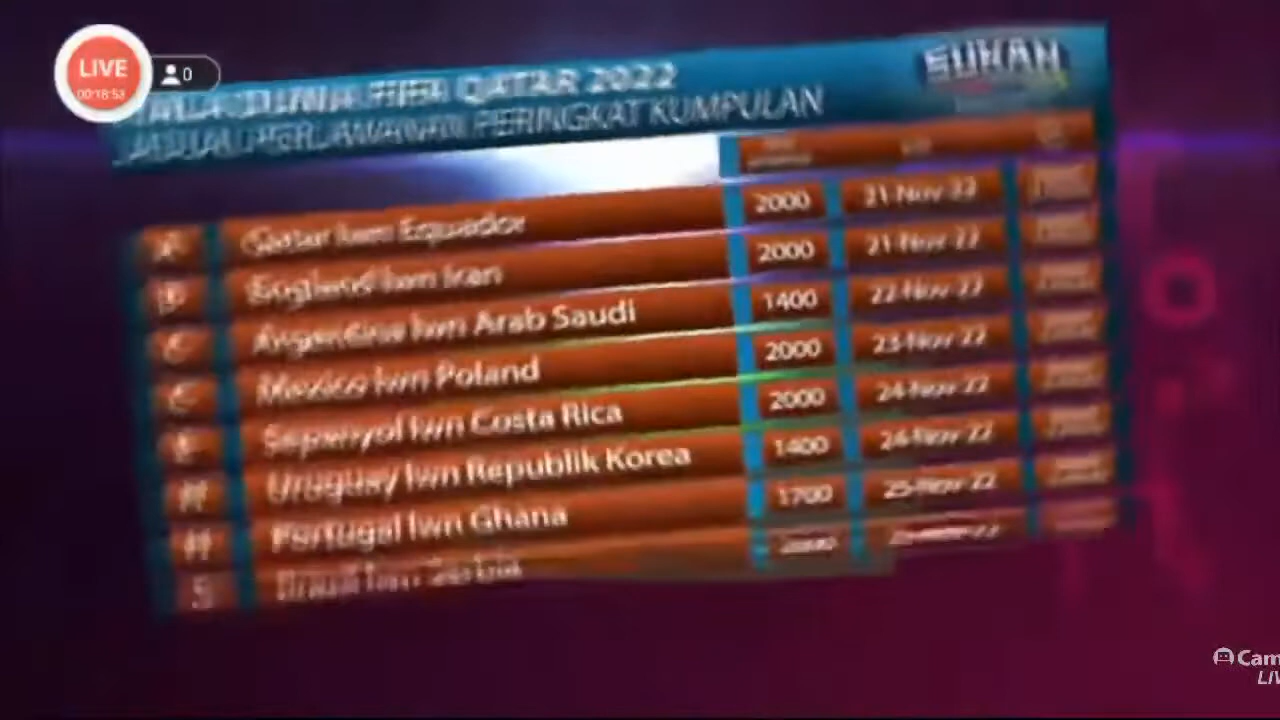 LIVE
00:18:53
0
PIALA DUNIA FIFA QATAR 2022
JADUAL PERLAWANAN PERINGKAT KUMPULAN
SUKAN
A Qatar lwn Equador 2000 21-Nov-22
B England lwn Iran 2000 21-Nov-22
C Argentina lwn Arab Saudi 1400 22-Nov-22
C Mexico lwn Poland 2000 23-Nov-22
E Sepanyol lwn Costa Rica 2000 24-Nov-22
H Uruguay lwn Republik Korea 1400 24-Nov-22
H Portugal lwn Ghana 1700 25-Nov-22
Brazil lwn Serbia
Cam
LIV